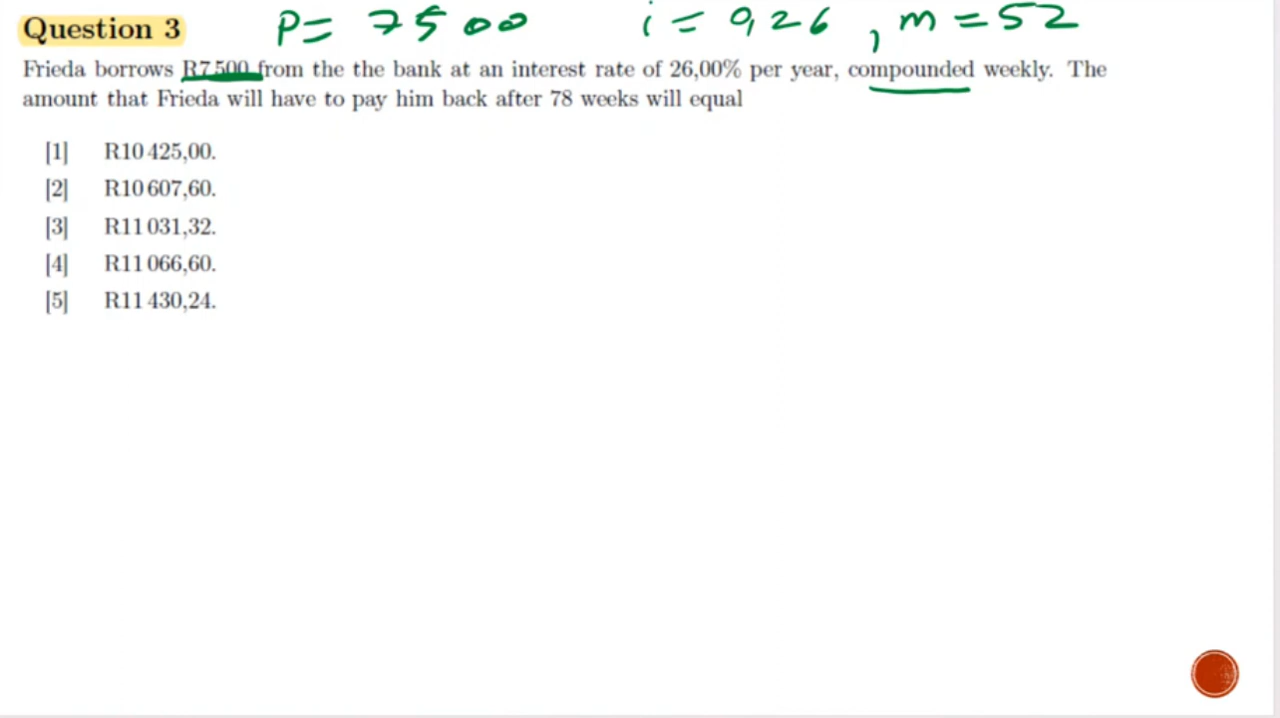 Question 3 P= 7500 i = 0,26 , m = 52
Frieda borrows R7 500 from the the bank at an interest rate of 26,00% per year, compounded weekly. The
amount that Frieda will have to pay him back after 78 weeks will equal
[1] R10 425,00.
[2] R10 607,60.
[3] R11 031,32.
[4] R11 066,60.
[5] R11 430,24.